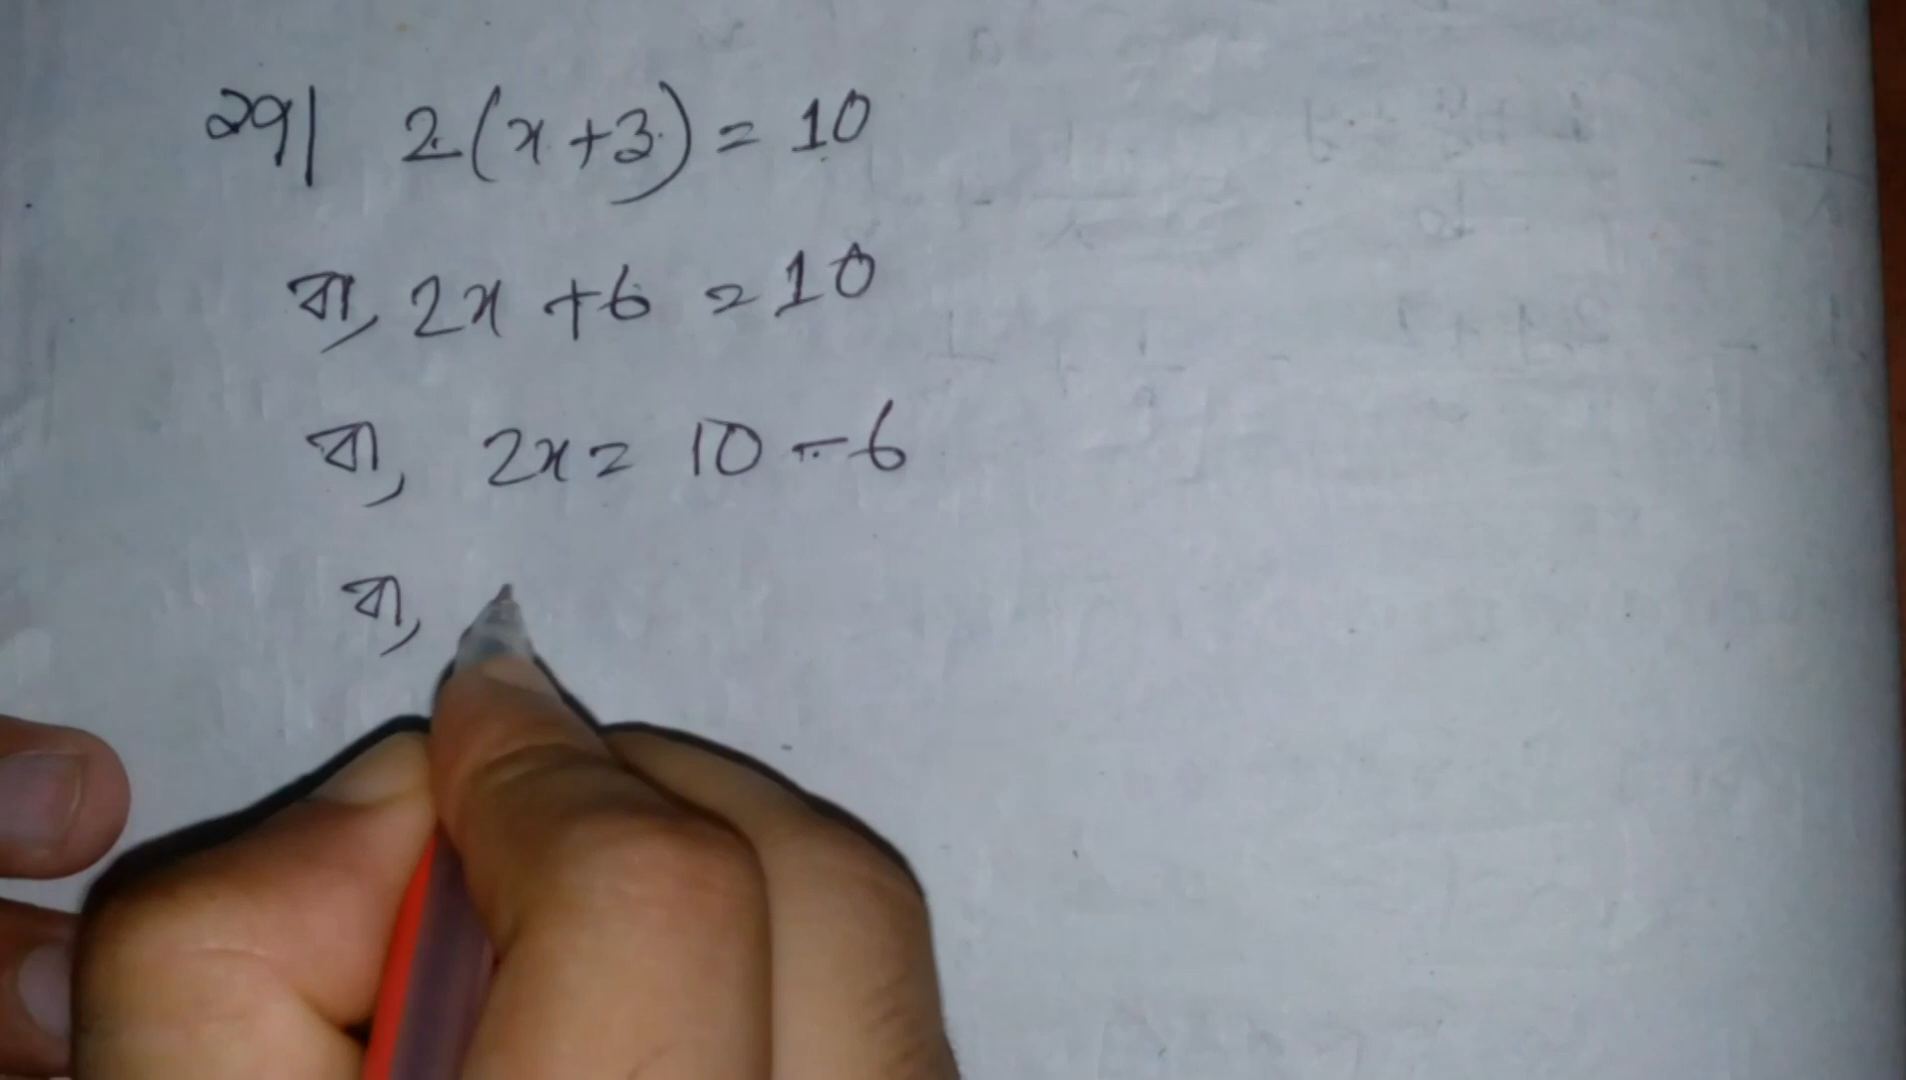 ২৭। 2(x+3) = 10
বা, 2x +6 = 10
বা, 2x = 10 - 6
বা,